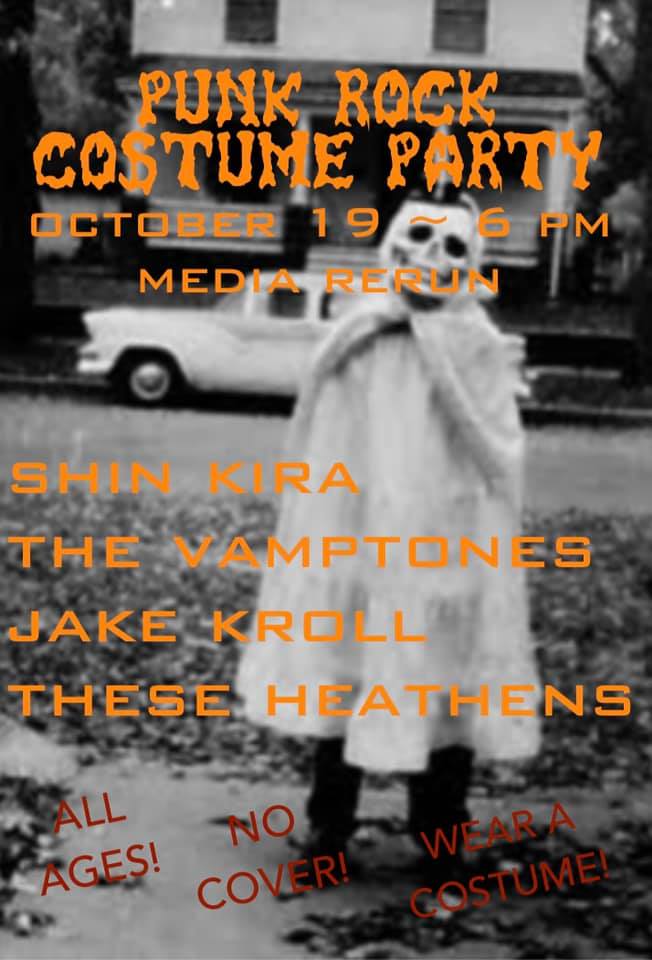 PUNK ROCK
COSTUME PARTY
OCTOBER 19 ~ 6 PM
MEDIA RERUN
SHIN KIRA
THE VAMPTONES
JAKE KROLL
THESE HEATHENS
ALL
AGES!
NO
COVER!
WEAR A
COSTUME!